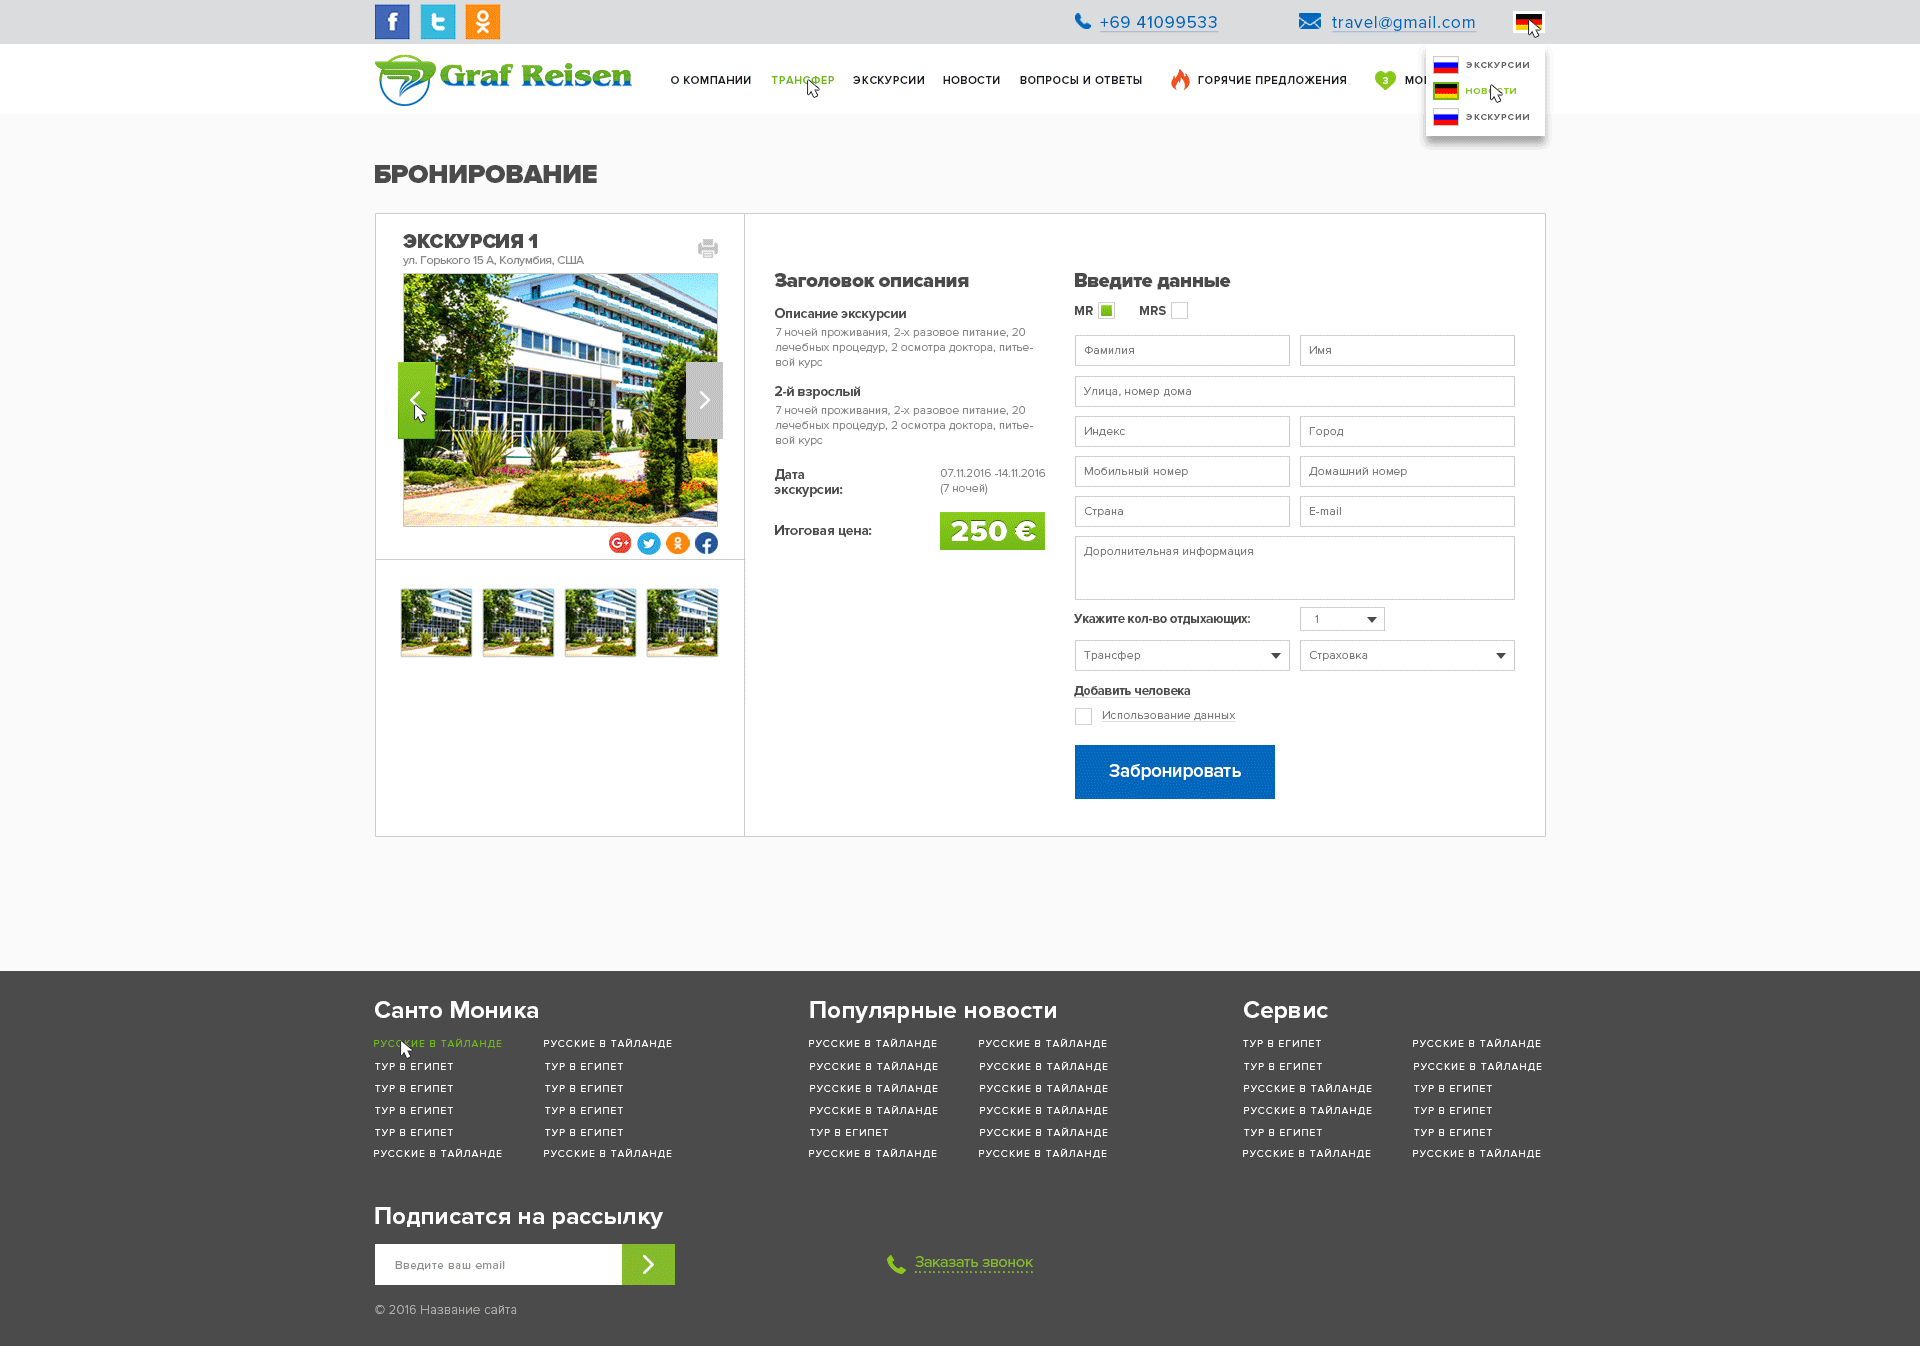 +69 41099533
travel@gmail.com
Graf Reisen
О КОМПАНИИ
ТРАНСФЕР
ЭКСКУРСИИ
НОВОСТИ
ВОПРОСЫ И ОТВЕТЫ
ГОРЯЧИЕ ПРЕДЛОЖЕНИЯ
3
ЭКСКУРСИИ
НОВОСТИ
ЭКСКУРСИИ
БРОНИРОВАНИЕ
ЭКСКУРСИЯ 1
ул. Горького 15 А, Колумбия, США
Заголовок описания
Описание экскурсии
7 ночей проживания, 2-х разовое питание, 20
лечебных процедур, 2 осмотра доктора, питье-
вой курс
2-й взрослый
7 ночей проживания, 2-х разовое питание, 20
лечебных процедур, 2 осмотра доктора, питье-
вой курс
Дата
экскурсии:
07.11.2016 -14.11.2016
(7 ночей)
Итоговая цена:
250 €
Введите данные
MR
MRS
Фамилия
Имя
Улица, номер дома
Индекс
Город
Мобильный номер
Домашний номер
Страна
E-mail
Доролнительная информация
Укажите кол-во отдыхающих:
1
Трансфер
Страховка
Добавить человека
Использование данных
Забронировать
Санто Моника
РУССКИЕ В ТАЙЛАНДЕ
РУССКИЕ В ТАЙЛАНДЕ
ТУР В ЕГИПЕТ
ТУР В ЕГИПЕТ
ТУР В ЕГИПЕТ
ТУР В ЕГИПЕТ
ТУР В ЕГИПЕТ
ТУР В ЕГИПЕТ
ТУР В ЕГИПЕТ
ТУР В ЕГИПЕТ
РУССКИЕ В ТАЙЛАНДЕ
РУССКИЕ В ТАЙЛАНДЕ
Популярные новости
РУССКИЕ В ТАЙЛАНДЕ
РУССКИЕ В ТАЙЛАНДЕ
РУССКИЕ В ТАЙЛАНДЕ
РУССКИЕ В ТАЙЛАНДЕ
РУССКИЕ В ТАЙЛАНДЕ
РУССКИЕ В ТАЙЛАНДЕ
РУССКИЕ В ТАЙЛАНДЕ
РУССКИЕ В ТАЙЛАНДЕ
ТУР В ЕГИПЕТ
РУССКИЕ В ТАЙЛАНДЕ
РУССКИЕ В ТАЙЛАНДЕ
РУССКИЕ В ТАЙЛАНДЕ
Сервис
ТУР В ЕГИПЕТ
РУССКИЕ В ТАЙЛАНДЕ
ТУР В ЕГИПЕТ
РУССКИЕ В ТАЙЛАНДЕ
РУССКИЕ В ТАЙЛАНДЕ
ТУР В ЕГИПЕТ
РУССКИЕ В ТАЙЛАНДЕ
ТУР В ЕГИПЕТ
ТУР В ЕГИПЕТ
ТУР В ЕГИПЕТ
РУССКИЕ В ТАЙЛАНДЕ
РУССКИЕ В ТАЙЛАНДЕ
Подписатся на рассылку
Введите ваш email
Заказать звонок
© 2016 Название сайта